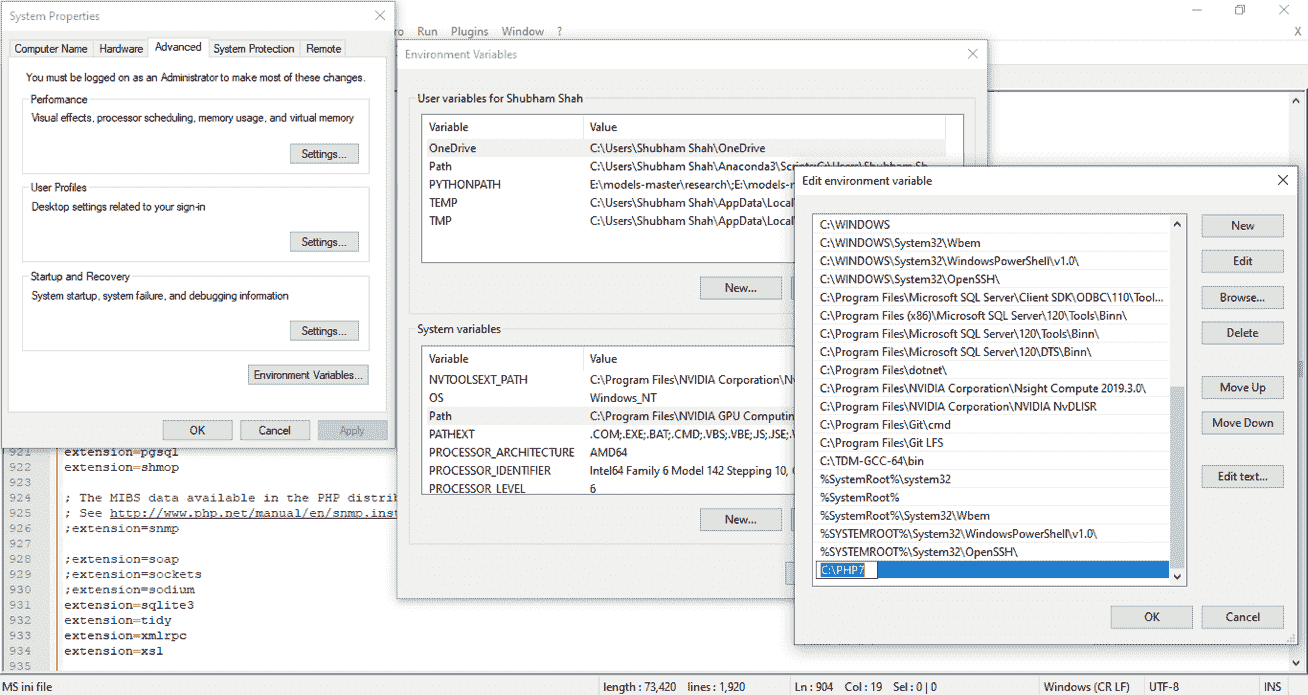 System Properties
Computer Name Hardware Advanced System Protection Remote
You must be logged on as an Administrator to make most of these changes.
Performance
Visual effects, processor scheduling, memory usage, and virtual memory
Settings...
User Profiles
Desktop settings related to your sign-in
Settings...
Startup and Recovery
System startup, system failure, and debugging information
Settings...
Environment Variables...
OK Cancel Apply
ro Run Plugins Window ?
X
Environment Variables
User variables for Shubham Shah
Variable Value
OneDrive C:\Users\Shubham Shah\OneDrive
Path C:\Users\Shubham Shah\Anaconda3\Scripts;C:\Users\Shubham Sh
PYTHONPATH E:\models-master\research\;E:\models-r
TEMP C:\Users\Shubham Shah\AppData\Local
TMP C:\Users\Shubham Shah\AppData\Local
New...
System variables
Variable Value
NVTOOLSEXT_PATH C:\Program Files\NVIDIA Corporation\N
OS Windows_NT
Path C:\Program Files\NVIDIA GPU Computin
PATHEXT .COM;.EXE;.BAT;.CMD;.VBS;.VBE;.JS;.JSE;.
PROCESSOR_ARCHITECTURE AMD64
PROCESSOR_IDENTIFIER Intel64 Family 6 Model 142 Stepping 10,
PROCESSOR_LEVEL 6
New...
Edit environment variable
C:\WINDOWS
C:\WINDOWS\System32\Wbem
C:\WINDOWS\System32\WindowsPowerShell\v1.0\
C:\WINDOWS\System32\OpenSSH\
C:\Program Files\Microsoft SQL Server\Client SDK\ODBC\110\Tool...
C:\Program Files (x86)\Microsoft SQL Server\120\Tools\Binn\
C:\Program Files\Microsoft SQL Server\120\Tools\Binn\
C:\Program Files\Microsoft SQL Server\120\DTS\Binn\
C:\Program Files\dotnet\
C:\Program Files\NVIDIA Corporation\Nsight Compute 2019.3.0\
C:\Program Files\NVIDIA Corporation\NVIDIA NvDLISR
C:\Program Files\Git\cmd
C:\Program Files\Git LFS
C:\TDM-GCC-64\bin
%SystemRoot%\system32
%SystemRoot%
%SystemRoot%\System32\Wbem
%SYSTEMROOT%\System32\WindowsPowerShell\v1.0\
%SYSTEMROOT%\System32\OpenSSH\
C:\PHP7
New
Edit
Browse...
Delete
Move Up
Move Down
Edit text...
OK Cancel
921 extension=pgsql
922 extension=shmop
923
924 ; The MIBS data available in the PHP distrib
925 ; See http://www.php.net/manual/en/snmp.inst
926 ;extension=snmp
927
928 ;extension=soap
929 ;extension=sockets
930 ;extension=sodium
931 extension=sqlite3
932 extension=tidy
933 extension=xmlrpc
934 extension=xsl
935
MS ini file length : 73,420 lines : 1,920 Ln : 904 Col : 19 Sel : 0 | 0 Windows (CR LF) UTF-8 INS